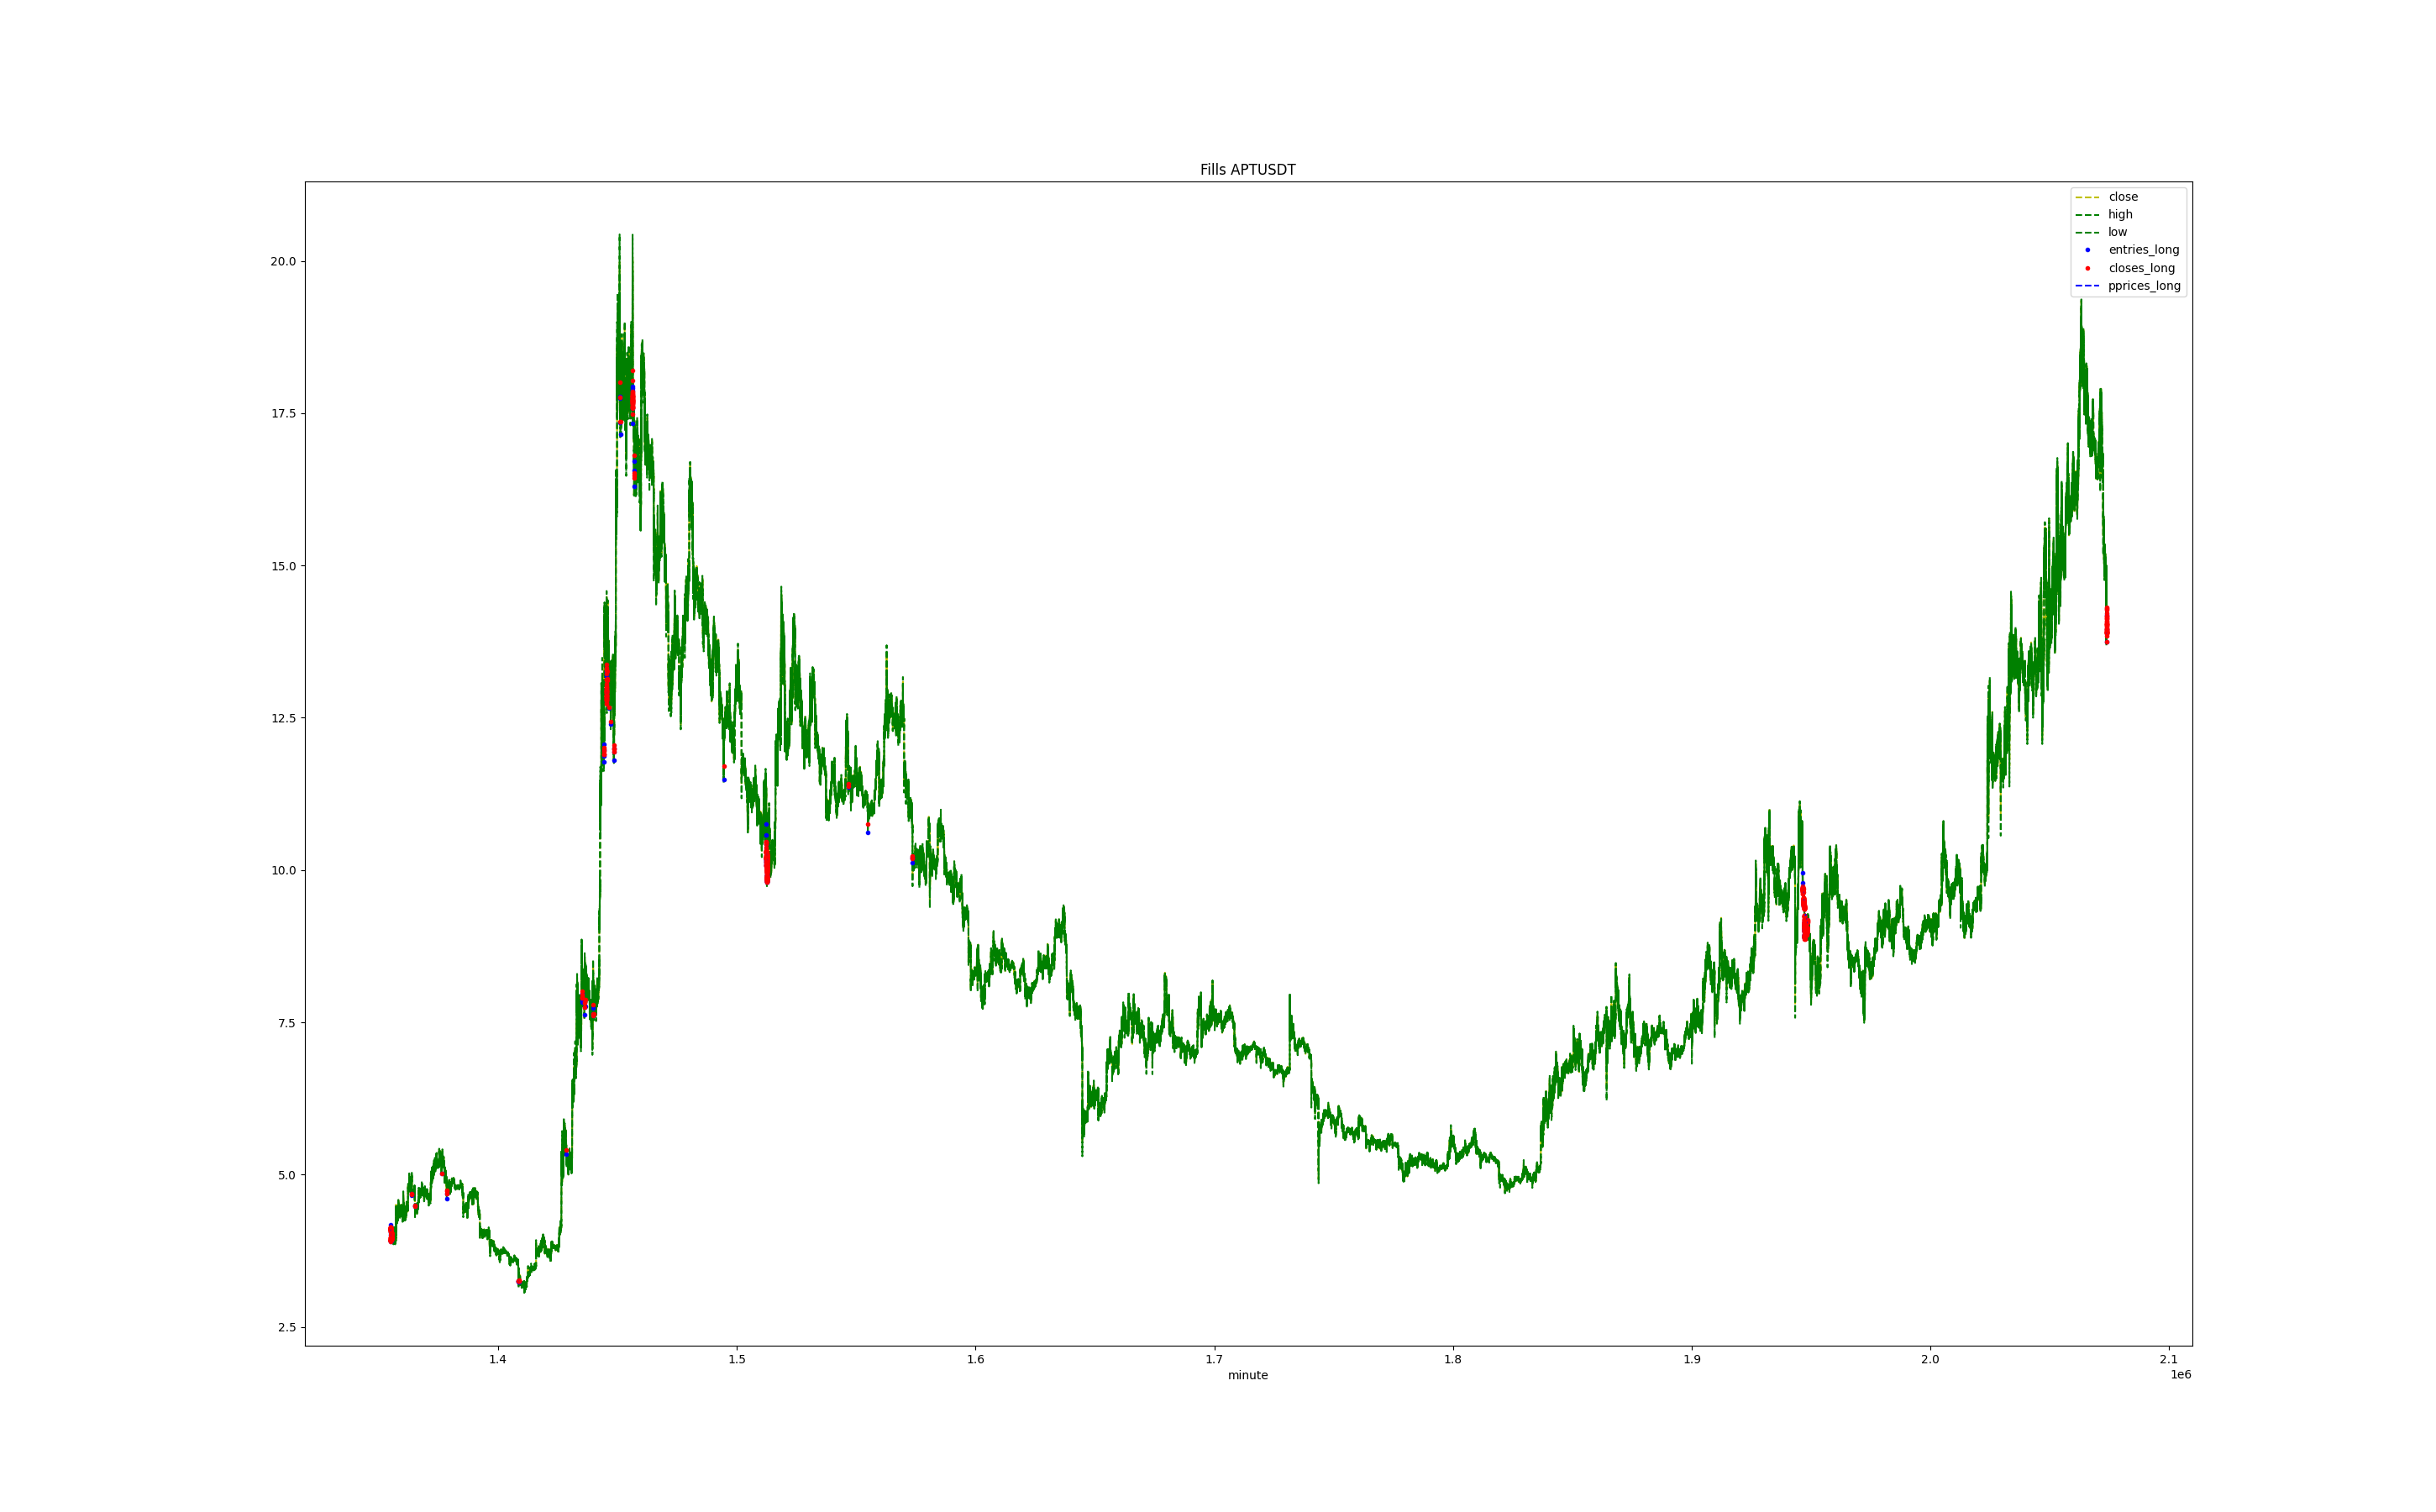 Fills APTUSDT
close
high
low
entries_long
closes_long
pprices_long
20.0
17.5
15.0
12.5
10.0
7.5
5.0
2.5
1.4 1.5 1.6 1.7 1.8 1.9 2.0 2.1
minute
1e6